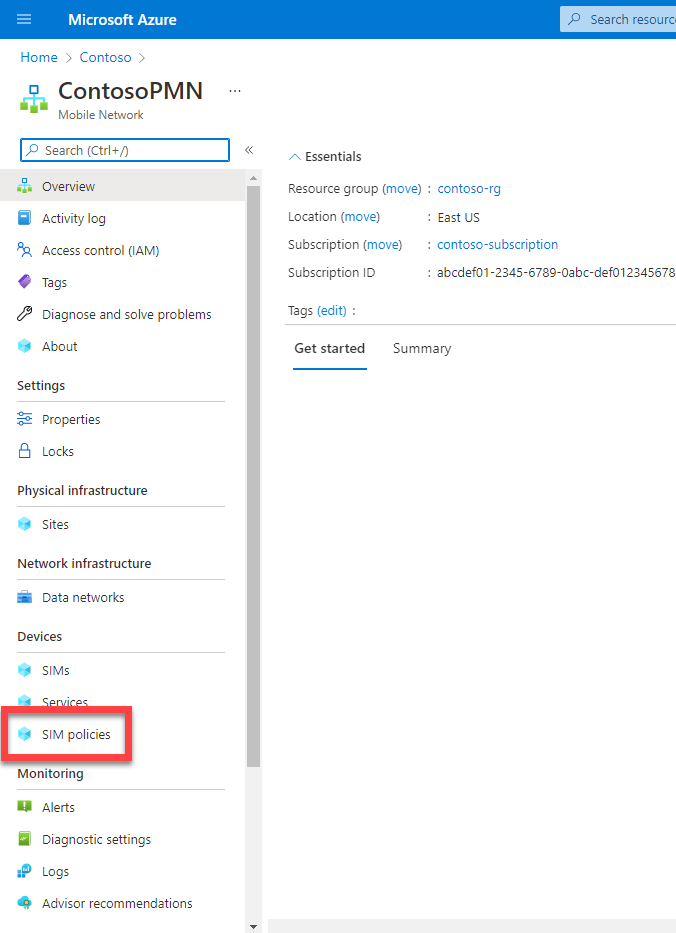 Microsoft Azure
Search resourc
Home > Contoso >
ContosoPMN ...
Mobile Network
Search (Ctrl+/) «
Overview
Activity log
Access control (IAM)
Tags
Diagnose and solve problems
About
Settings
Properties
Locks
Physical infrastructure
Sites
Network infrastructure
Data networks
Devices
SIMs
Services
SIM policies
Monitoring
Alerts
Diagnostic settings
Logs
Advisor recommendations
Essentials
Resource group (move) : contoso-rg
Location (move) : East US
Subscription (move) : contoso-subscription
Subscription ID : abcdef01-2345-6789-0abc-def012345678
Tags (edit) :
Get started Summary